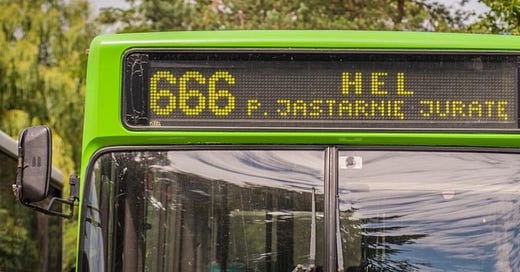 666 HEL
P. JASTARNIĘ JURATĘ